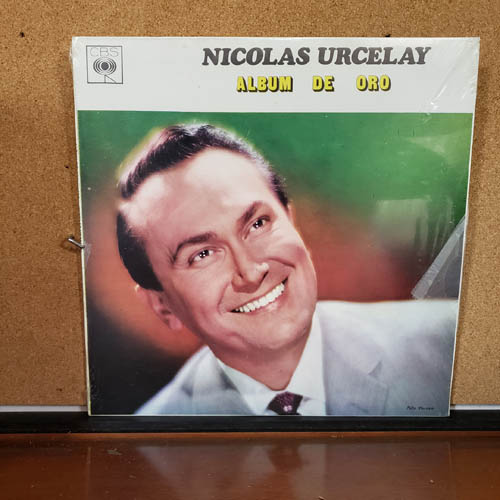 CBS
NICOLAS URCELAY
ALBUM DE ORO